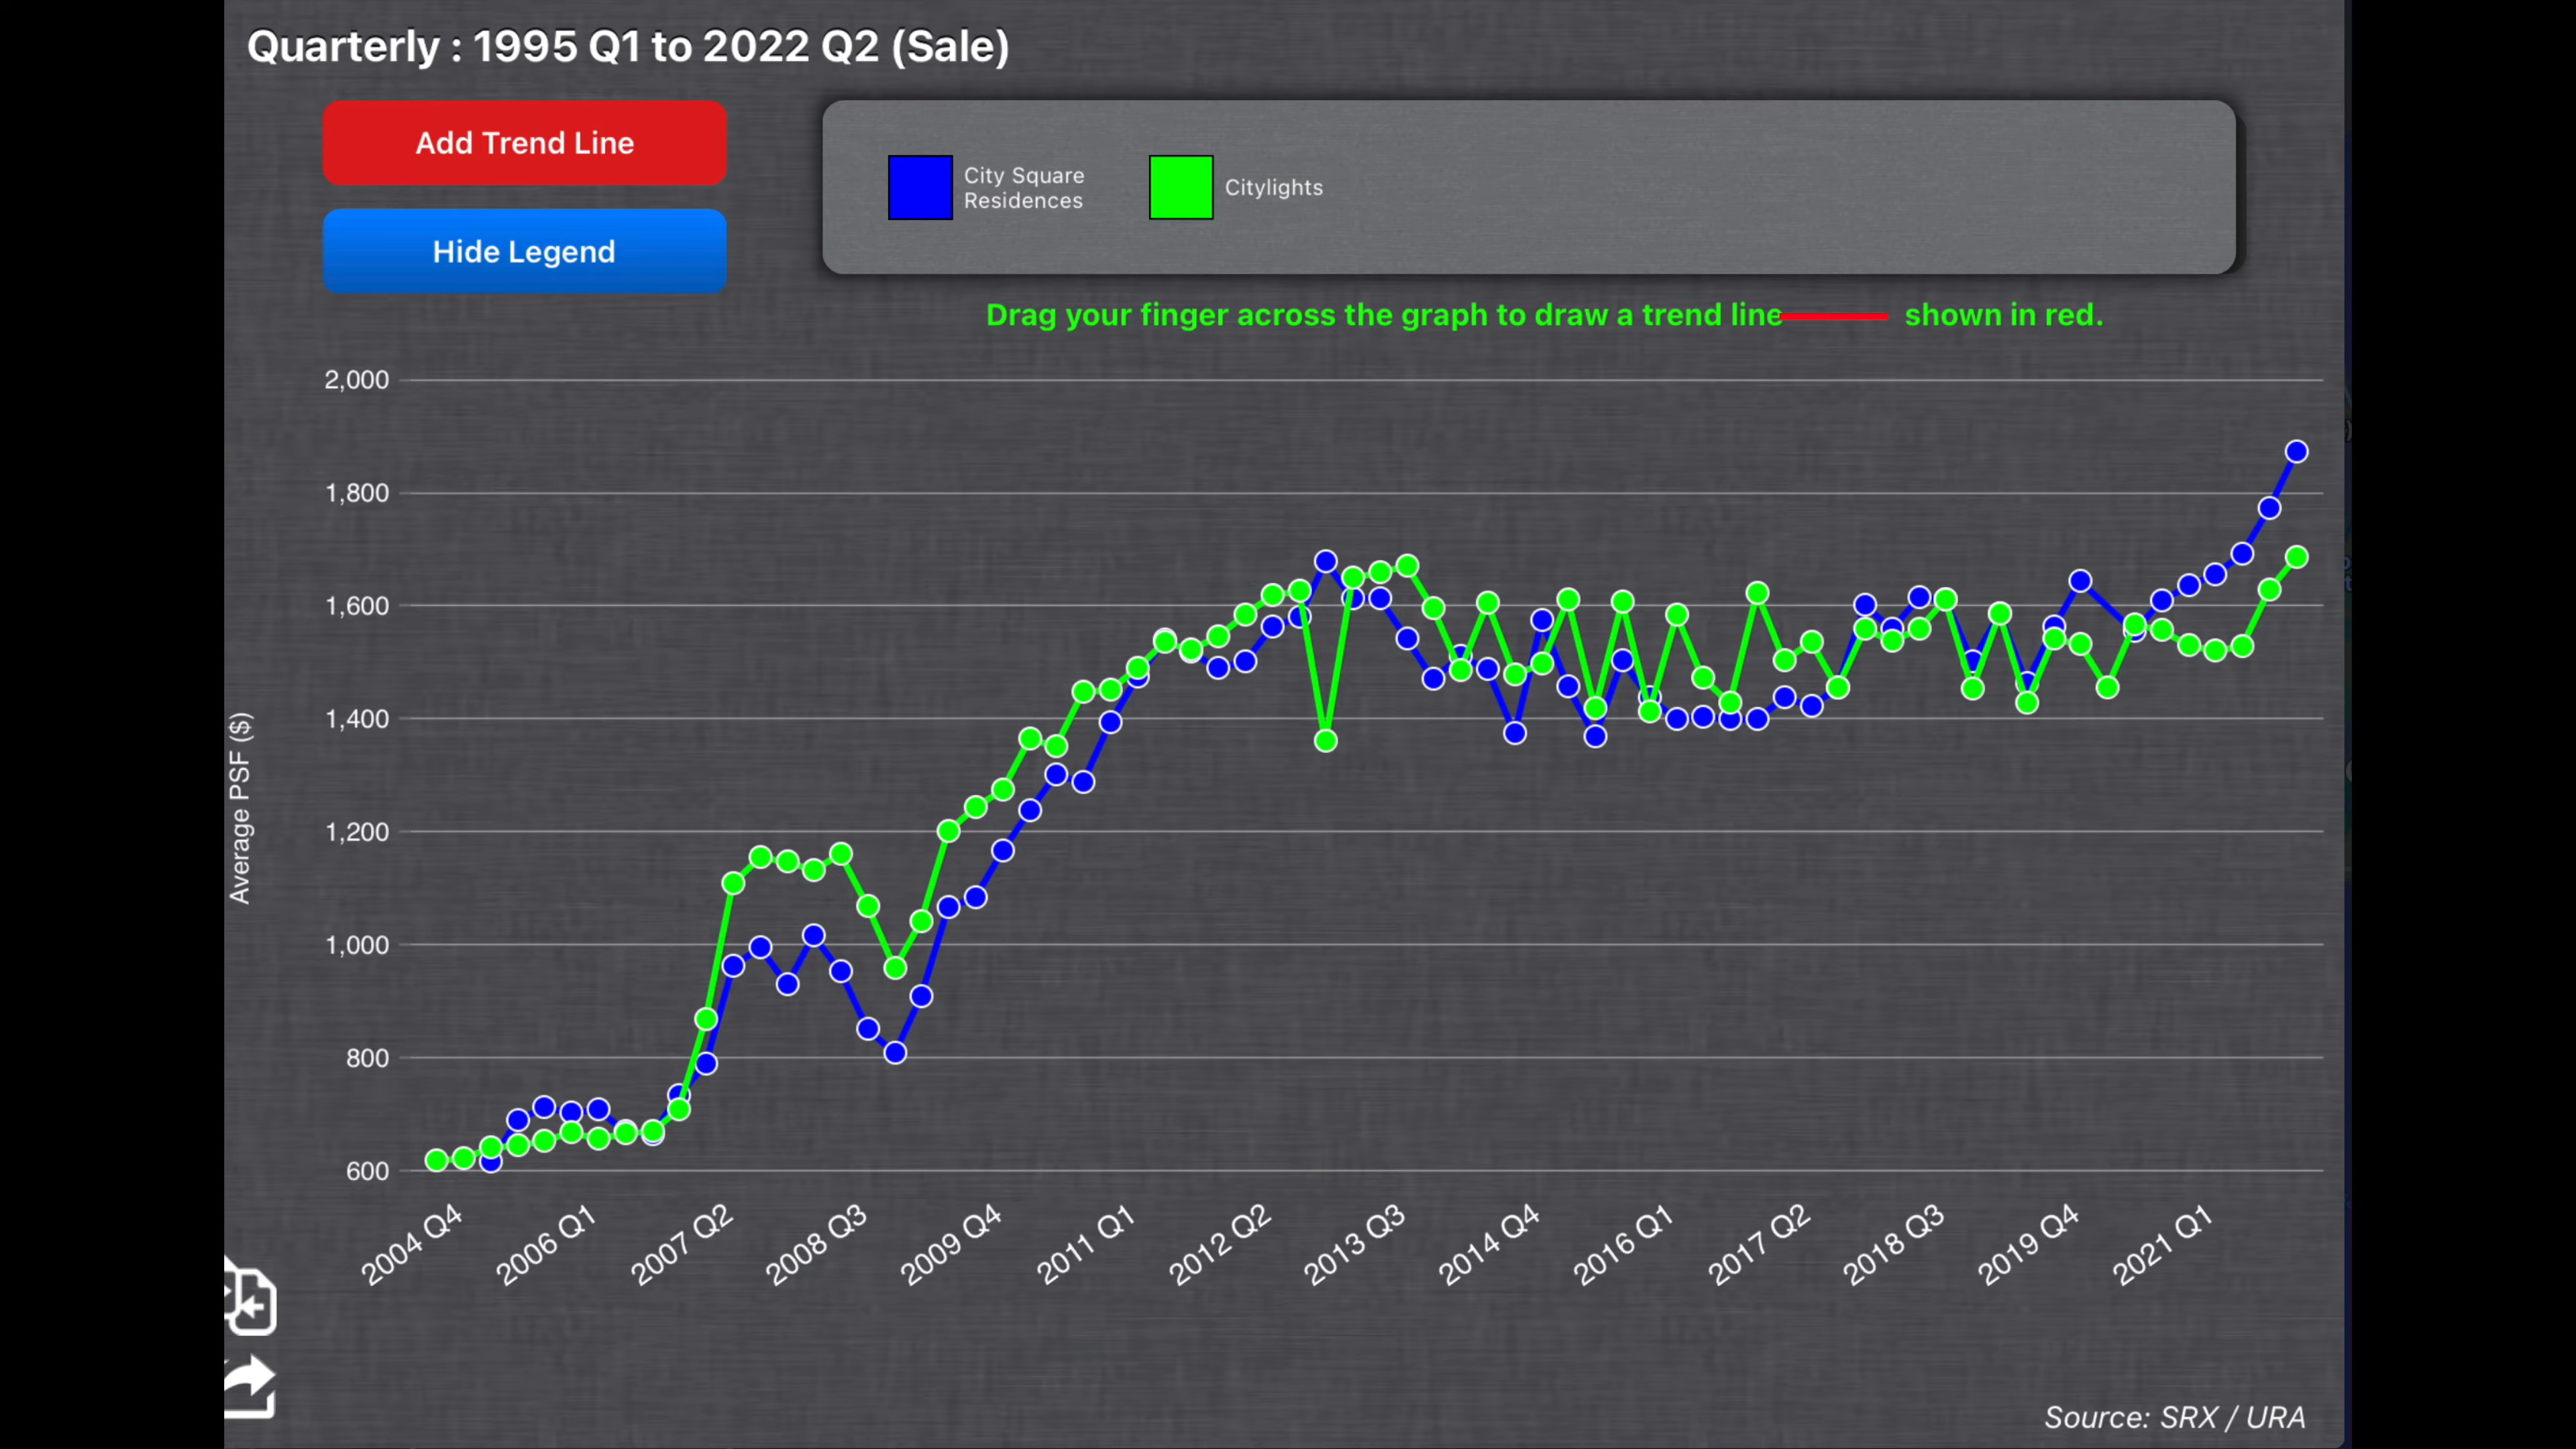 Quarterly : 1995 Q1 to 2022 Q2 (Sale)
Add Trend Line
Hide Legend
City Square
Residences
Citylights
Drag your finger across the graph to draw a trend line shown in red.
2,000
1,800
1,600
1,400
1,200
1,000
800
600
Average PSF ($)
2004 Q4
2006 Q1
2007 Q2
2008 Q3
2009 Q4
2011 Q1
2012 Q2
2013 Q3
2014 Q4
2016 Q1
2017 Q2
2018 Q3
2019 Q4
2021 Q1
Source: SRX / URA